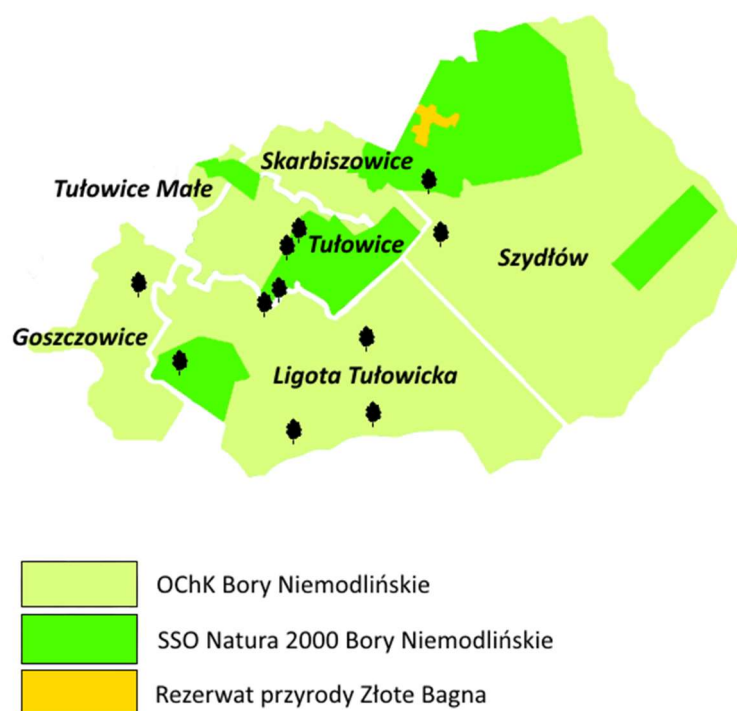 Skarbiszowice
Tułowice Małe
Tułowice
Szydłów
Goszczowice
Ligota Tułowicka
OChK Bory Niemodlińskie
SSO Natura 2000 Bory Niemodlińskie
Rezerwat przyrody Złote Bagna